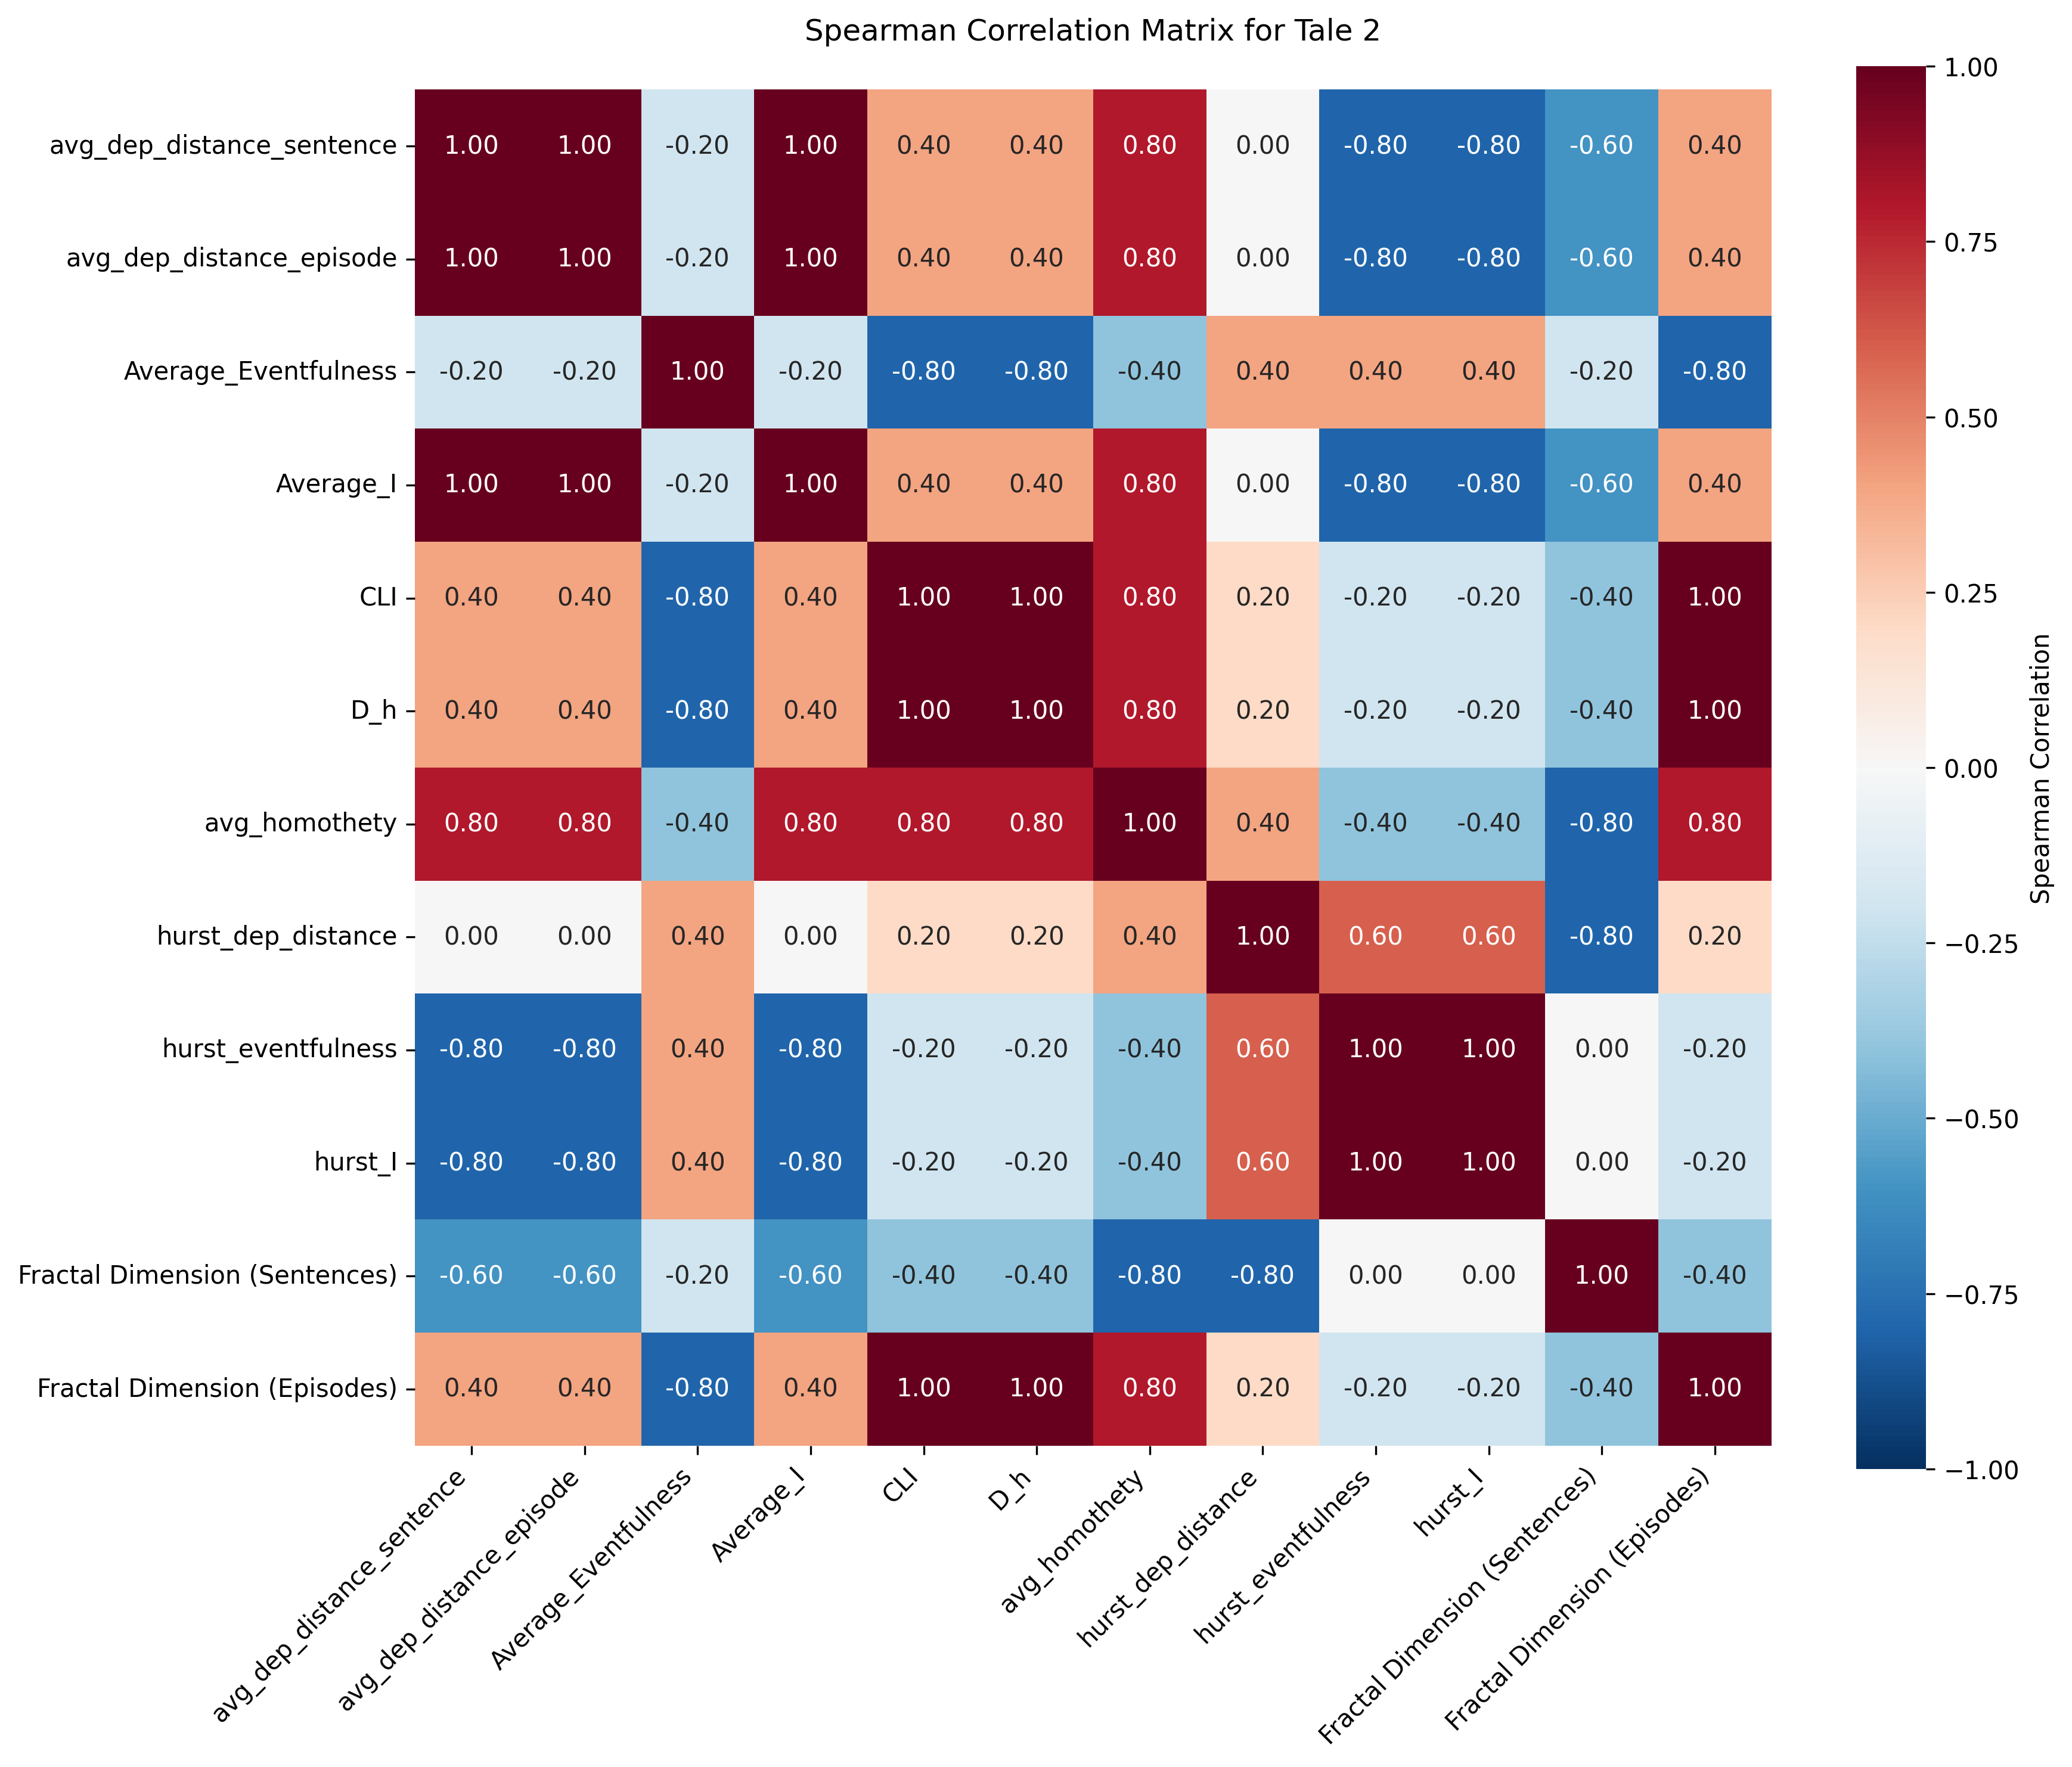 Spearman Correlation Matrix for Tale 2
avg_dep_distance_sentence 1.00 1.00 -0.20 1.00 0.40 0.40 0.80 0.00 -0.80 -0.80 -0.60 0.40
avg_dep_distance_episode 1.00 1.00 -0.20 1.00 0.40 0.40 0.80 0.00 -0.80 -0.80 -0.60 0.40
Average_Eventfulness -0.20 -0.20 1.00 -0.20 -0.80 -0.80 -0.40 0.40 0.40 0.40 -0.20 -0.80
Average_I 1.00 1.00 -0.20 1.00 0.40 0.40 0.80 0.00 -0.80 -0.80 -0.60 0.40
CLI 0.40 0.40 -0.80 0.40 1.00 1.00 0.80 0.20 -0.20 -0.20 -0.40 1.00
D_h 0.40 0.40 -0.80 0.40 1.00 1.00 0.80 0.20 -0.20 -0.20 -0.40 1.00
avg_homothety 0.80 0.80 -0.40 0.80 0.80 0.80 1.00 0.40 -0.40 -0.40 -0.80 0.80
hurst_dep_distance 0.00 0.00 0.40 0.00 0.20 0.20 0.40 1.00 0.60 0.60 -0.80 0.20
hurst_eventfulness -0.80 -0.80 0.40 -0.80 -0.20 -0.20 -0.40 0.60 1.00 1.00 0.00 -0.20
hurst_I -0.80 -0.80 0.40 -0.80 -0.20 -0.20 -0.40 0.60 1.00 1.00 0.00 -0.20
Fractal Dimension (Sentences) -0.60 -0.60 -0.20 -0.60 -0.40 -0.40 -0.80 -0.80 0.00 0.00 1.00 -0.40
Fractal Dimension (Episodes) 0.40 0.40 -0.80 0.40 1.00 1.00 0.80 0.20 -0.20 -0.20 -0.40 1.00
avg_dep_distance_sentence
avg_dep_distance_episode
Average_Eventfulness
Average_I
CLI
D_h
avg_homothety
hurst_dep_distance
hurst_eventfulness
hurst_I
Fractal Dimension (Sentences)
Fractal Dimension (Episodes)
1.00
0.75
0.50
0.25
0.00
−0.25
−0.50
−0.75
−1.00
Spearman Correlation